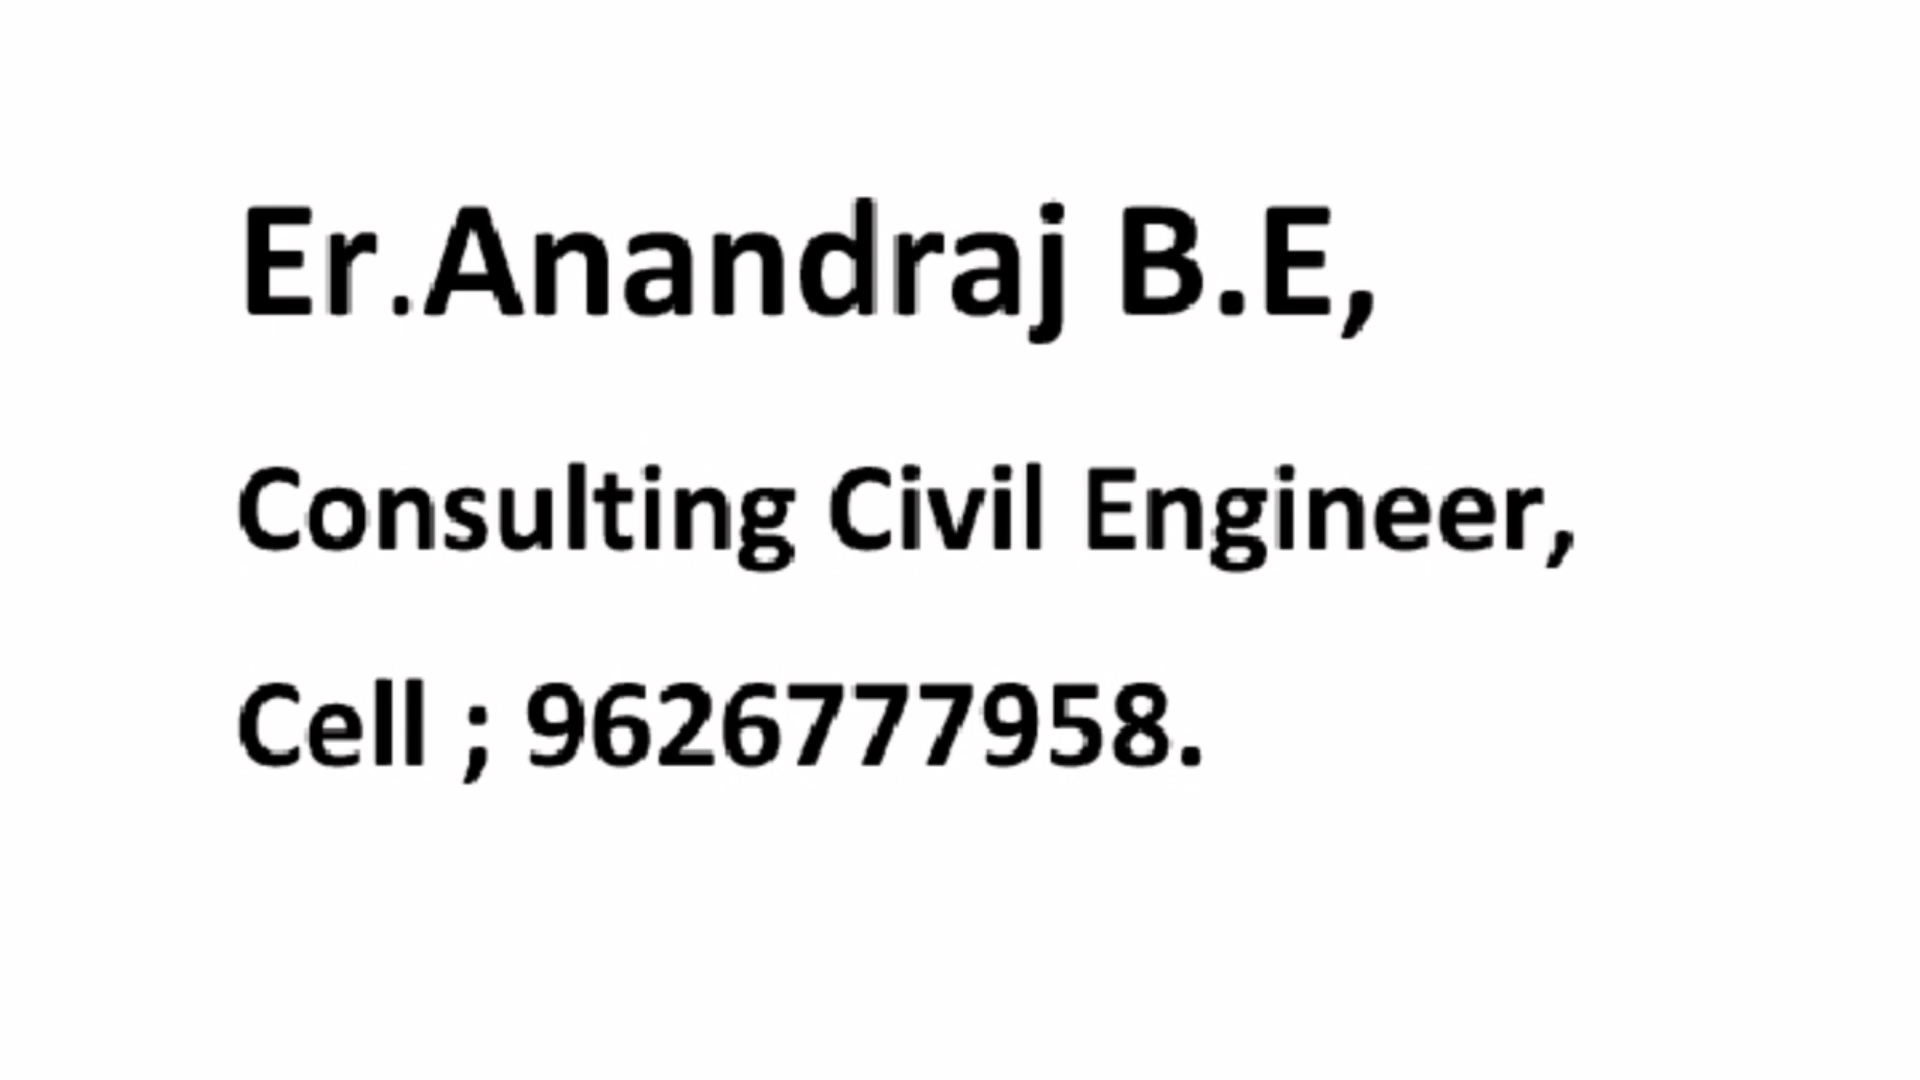 Er.Anandraj B.E,
Consulting Civil Engineer,
Cell ; 9626777958.